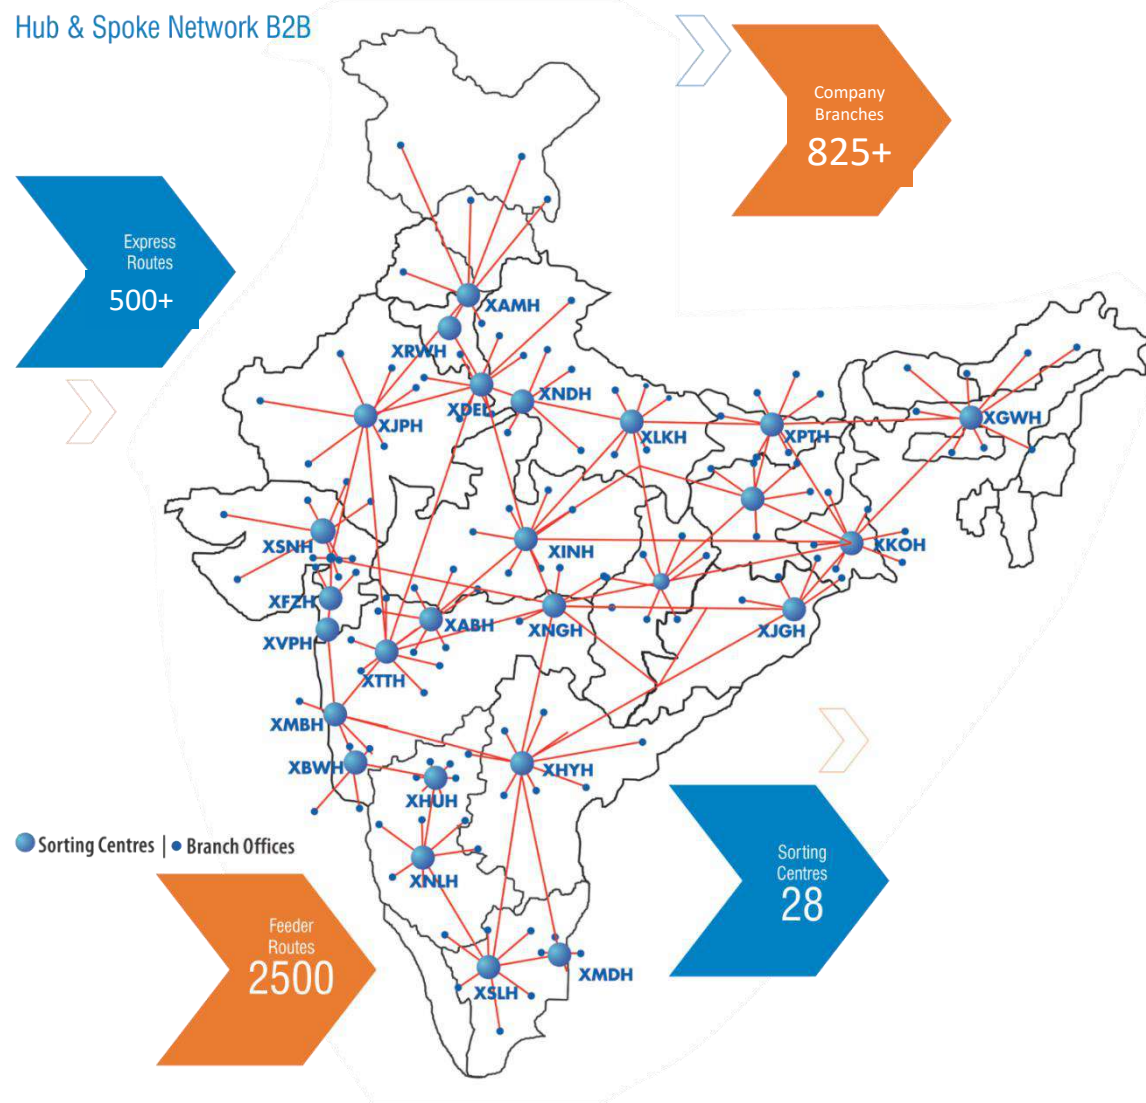 Hub & Spoke Network B2B
Company
Branches
825+
Express
Routes
500+
XAMH
XRWH
XDEL
XNDH
XJPH
XLKH
XPTH
XGWH
XSNH
XINH
XKOH
XFZH
XABH
XNGH
XJGH
XVPH
XTTH
XMBH
XBWH
XHYH
XHUH
Sorting Centres | Branch Offices
XNLH
Sorting
Centres
28
Feeder
Routes
2500
XMDH
XSLH